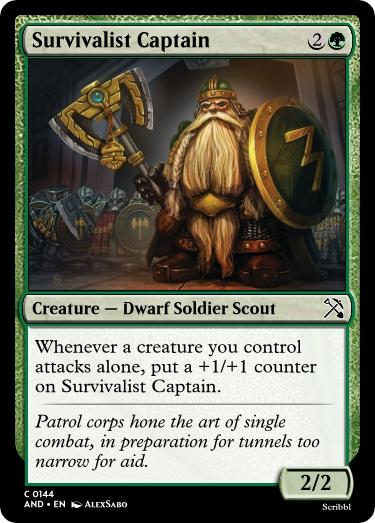 Survivalist Captain 2
Creature — Dwarf Soldier Scout
Whenever a creature you control
attacks alone, put a +1/+1 counter
on Survivalist Captain.
Patrol corps hone the art of single
combat, in preparation for tunnels too
narrow for aid.
2/2
C 0144
AND • EN AlexSabo
Scribbl